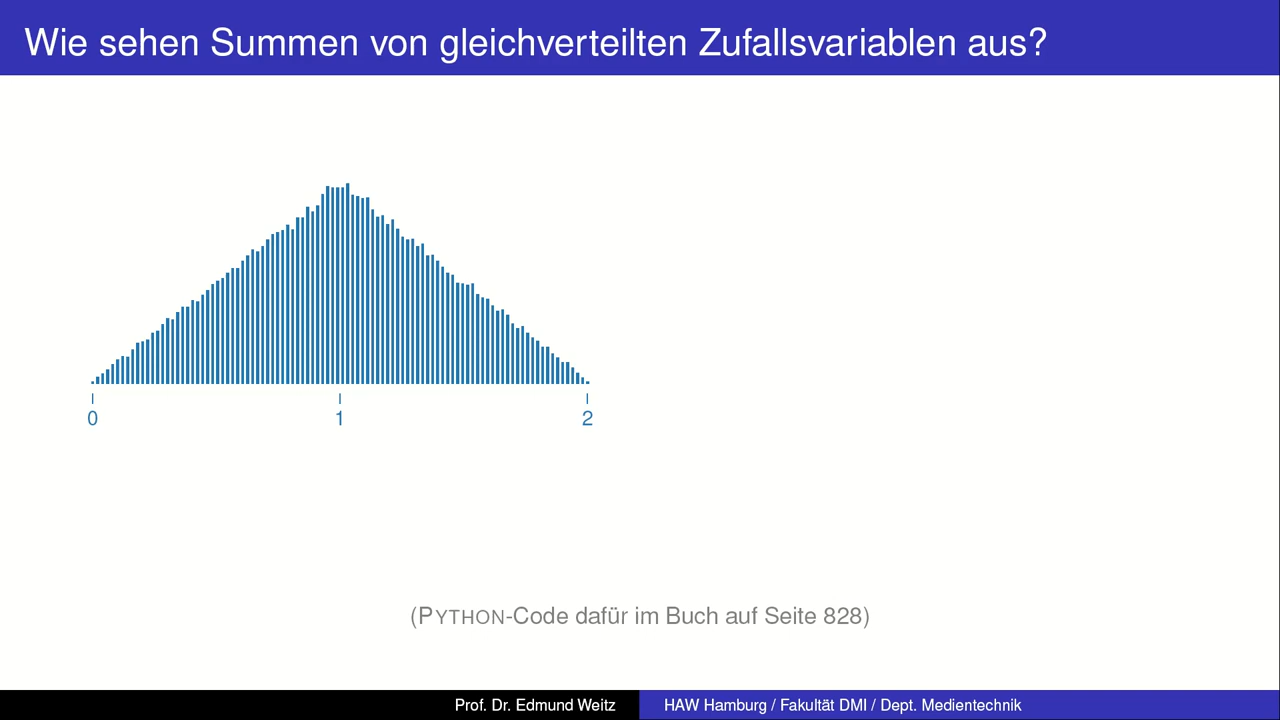 Wie sehen Summen von gleichverteilten Zufallsvariablen aus?
0 1 2
(PYTHON-Code dafür im Buch auf Seite 828)
Prof. Dr. Edmund Weitz HAW Hamburg / Fakultät DMI / Dept. Medientechnik